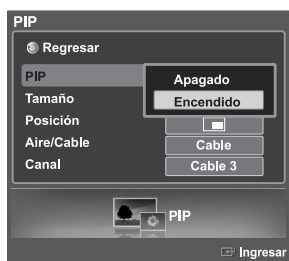 PIP
Regresar
PIP
Apagado
Encendido
Tamaño
Posición
Aire/Cable
Cable
Canal
Cable 3
PIP
Ingresar